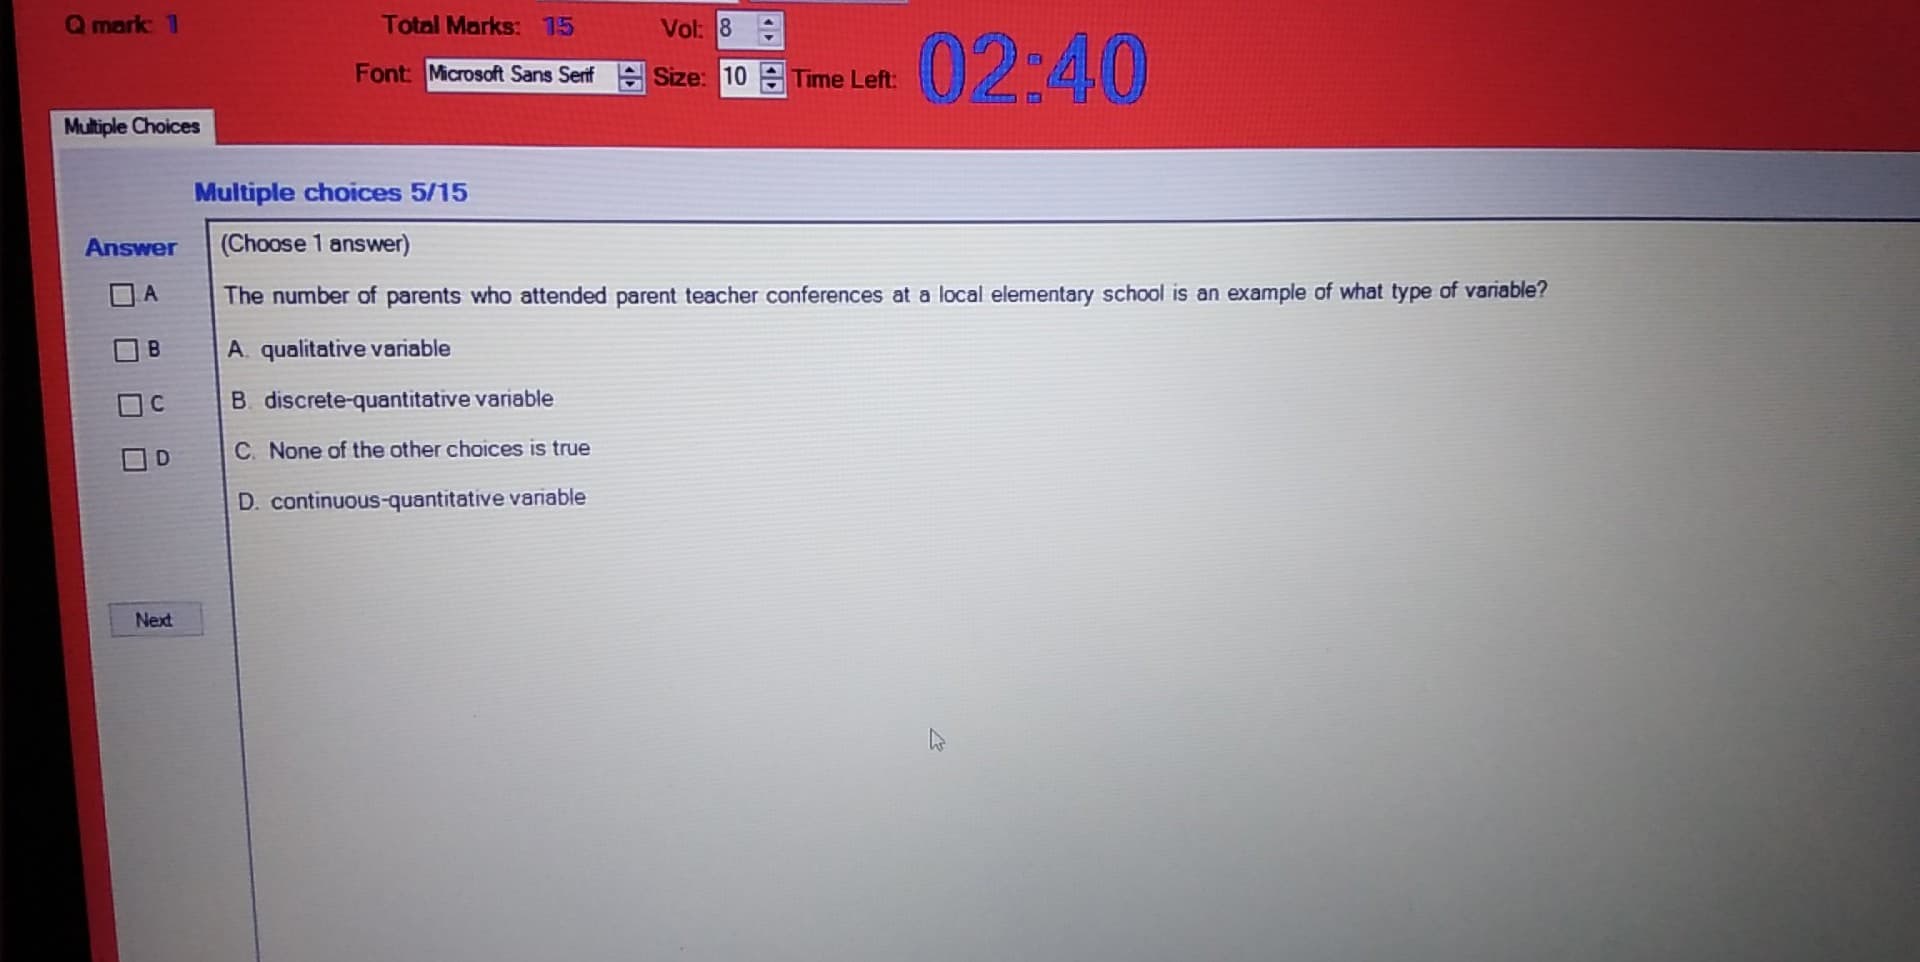 Q mark: 1 Total Marks: 15 Vol: 8
Font: Microsoft Sans Serif Size: 10 Time Left: 02:40
Multiple Choices
Multiple choices 5/15
Answer (Choose 1 answer)
A The number of parents who attended parent teacher conferences at a local elementary school is an example of what type of variable?
B A. qualitative variable
C B. discrete-quantitative variable
D C. None of the other choices is true
D. continuous-quantitative variable
Next